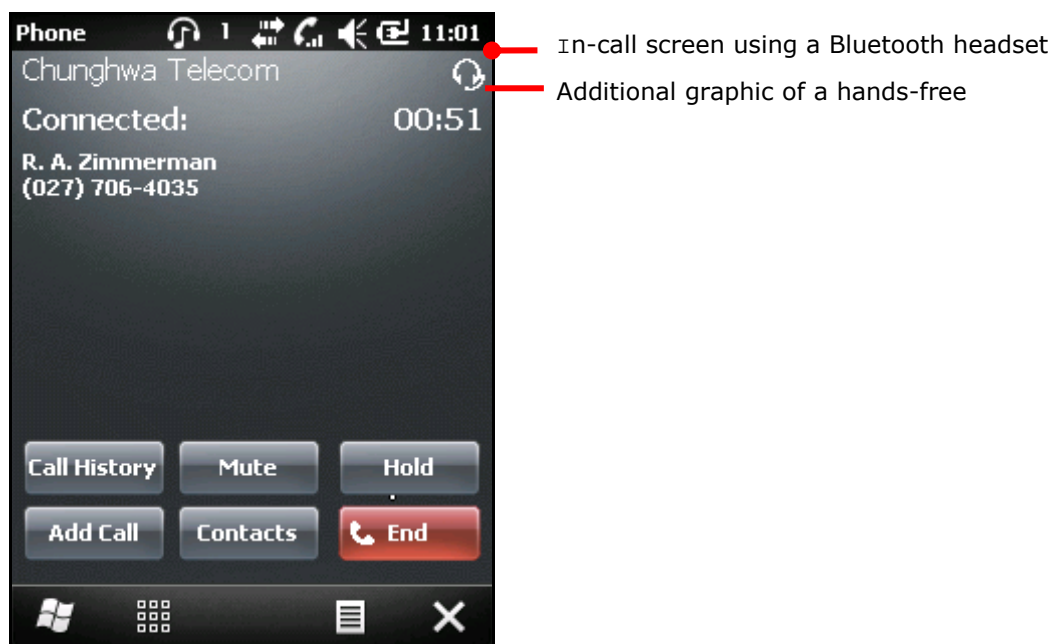 Phone 1 11:01
In-call screen using a Bluetooth headset
Chunghwa Telecom
Additional graphic of a hands-free
Connected: 00:51
R. A. Zimmerman
(027) 706-4035
Call History Mute Hold
Add Call Contacts End